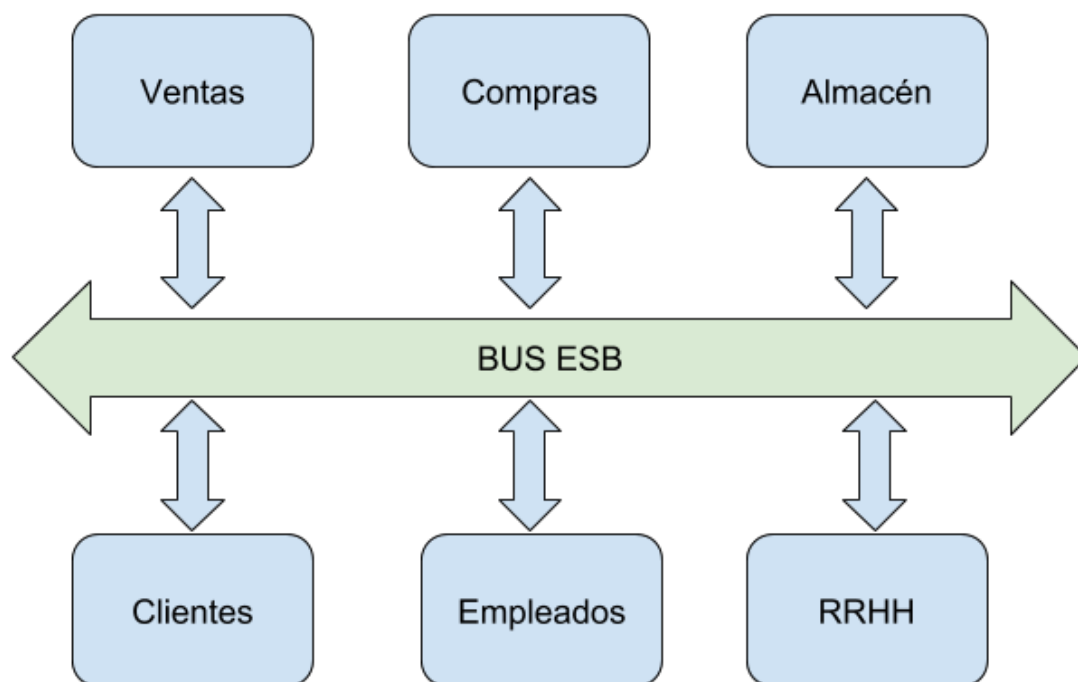 Ventas
Compras
Almacén
BUS ESB
Clientes
Empleados
RRHH